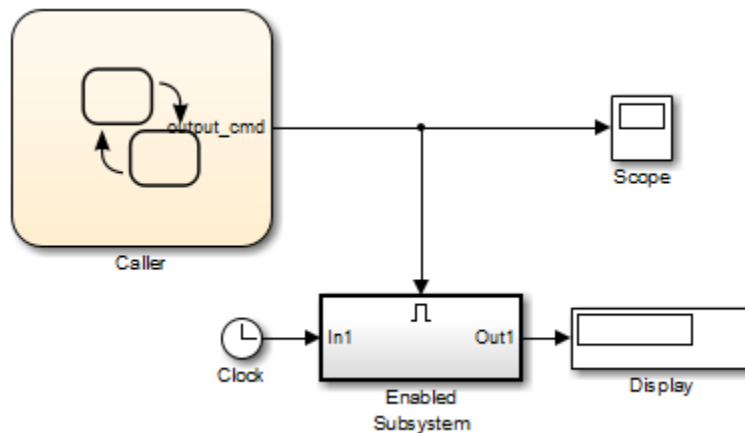 output_cmd
Scope
Caller
In1
Out1
Clock
Display
Enabled
Subsystem